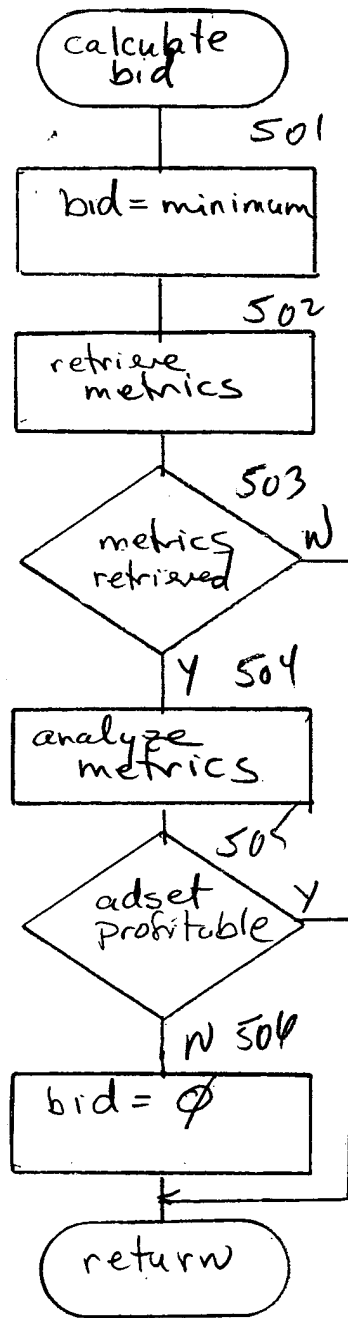 calculate
bid
501
bid = minimum
502
retrieve
metrics
503
metrics
retrieved
N
Y 504
analyze
metrics
505
adset
profitable
Y
N 506
bid = Ø
return